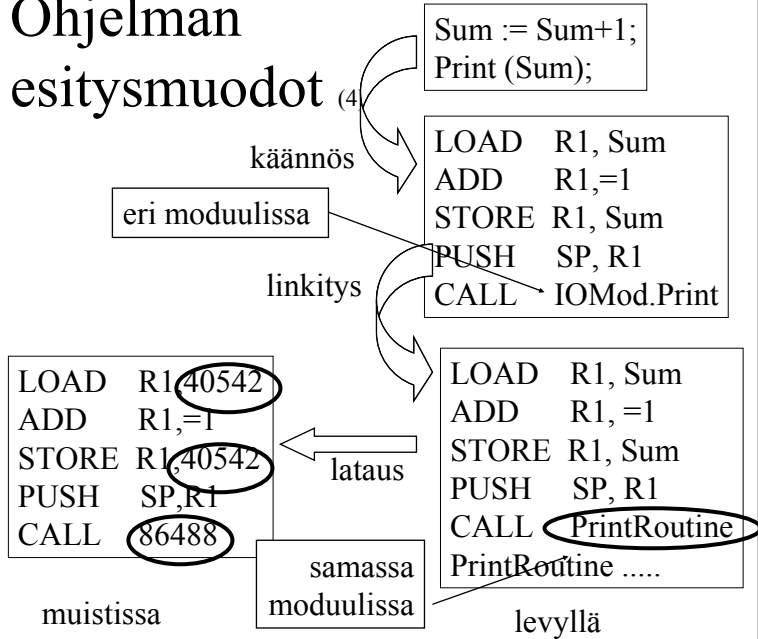 Ohjelman
esitysmuodot (4)
Sum := Sum+1;
Print (Sum);
käännös
LOAD R1, Sum
ADD R1,=1
STORE R1, Sum
PUSH SP, R1
CALL IOMod.Print
eri moduulissa
linkitys
LOAD R1, Sum
ADD R1, =1
STORE R1, Sum
PUSH SP, R1
CALL PrintRoutine
PrintRoutine .....
samassa
moduulissa
levyllä
lataus
LOAD R1,40542
ADD R1,=1
STORE R1,40542
PUSH SP,R1
CALL 86488
muistissa